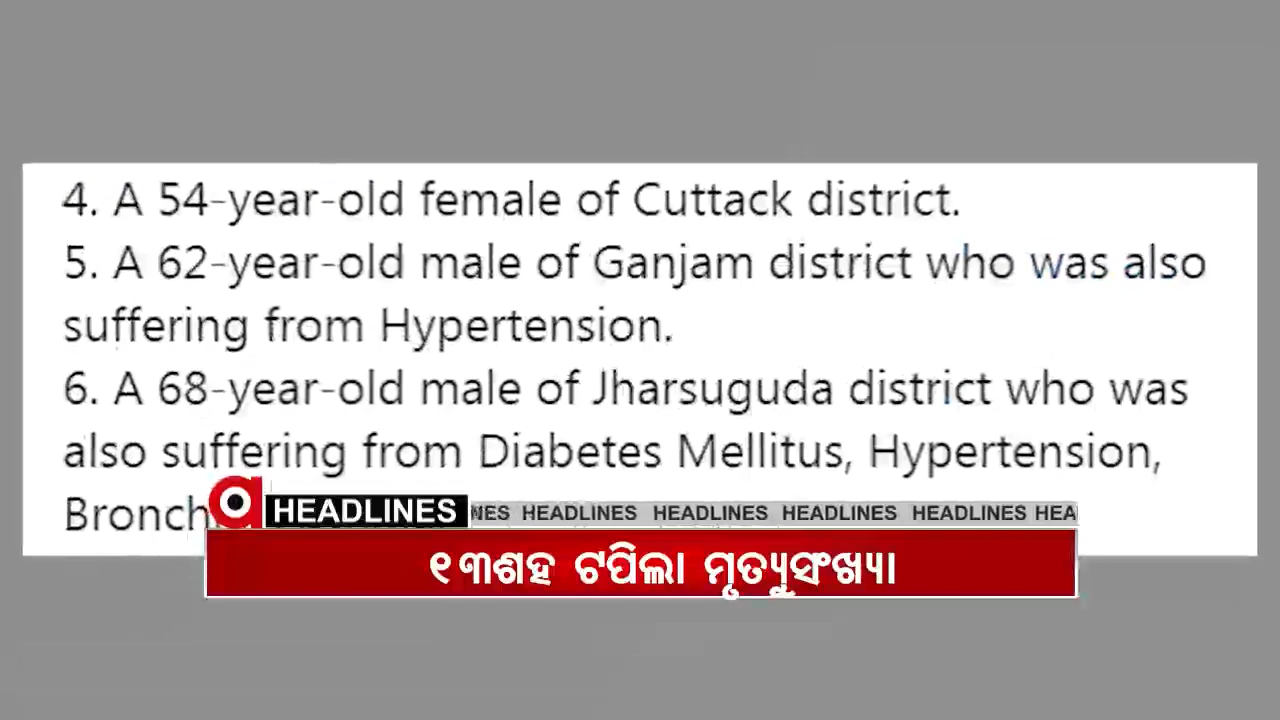 4. A 54-year-old female of Cuttack district.
5. A 62-year-old male of Ganjam district who was also
suffering from Hypertension.
6. A 68-year-old male of Jharsuguda district who was
also suffering from Diabetes Mellitus, Hypertension,
HEADLINES HEADLINES HEADLINES HEADLINES HEADLINES
୧୩ଶହ ଟପିଲା ମୃତ୍ୟୁସଂଖ୍ୟା